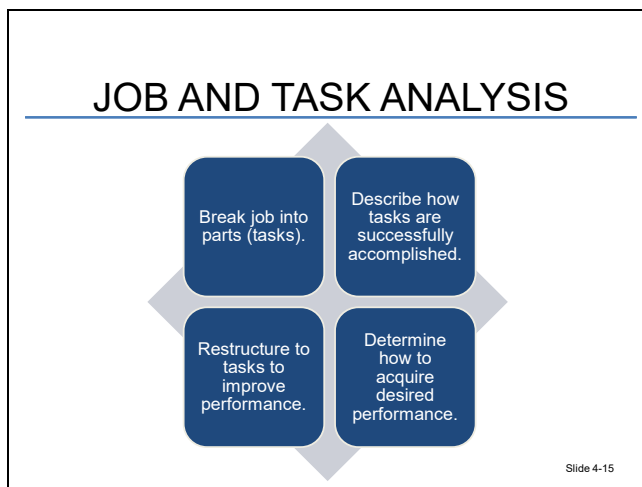 JOB AND TASK ANALYSIS
Break job into
parts (tasks).
Describe how
tasks are
successfully
accomplished.
Restructure to
tasks to
improve
performance.
Determine
how to
acquire
desired
performance.
Slide 4-15